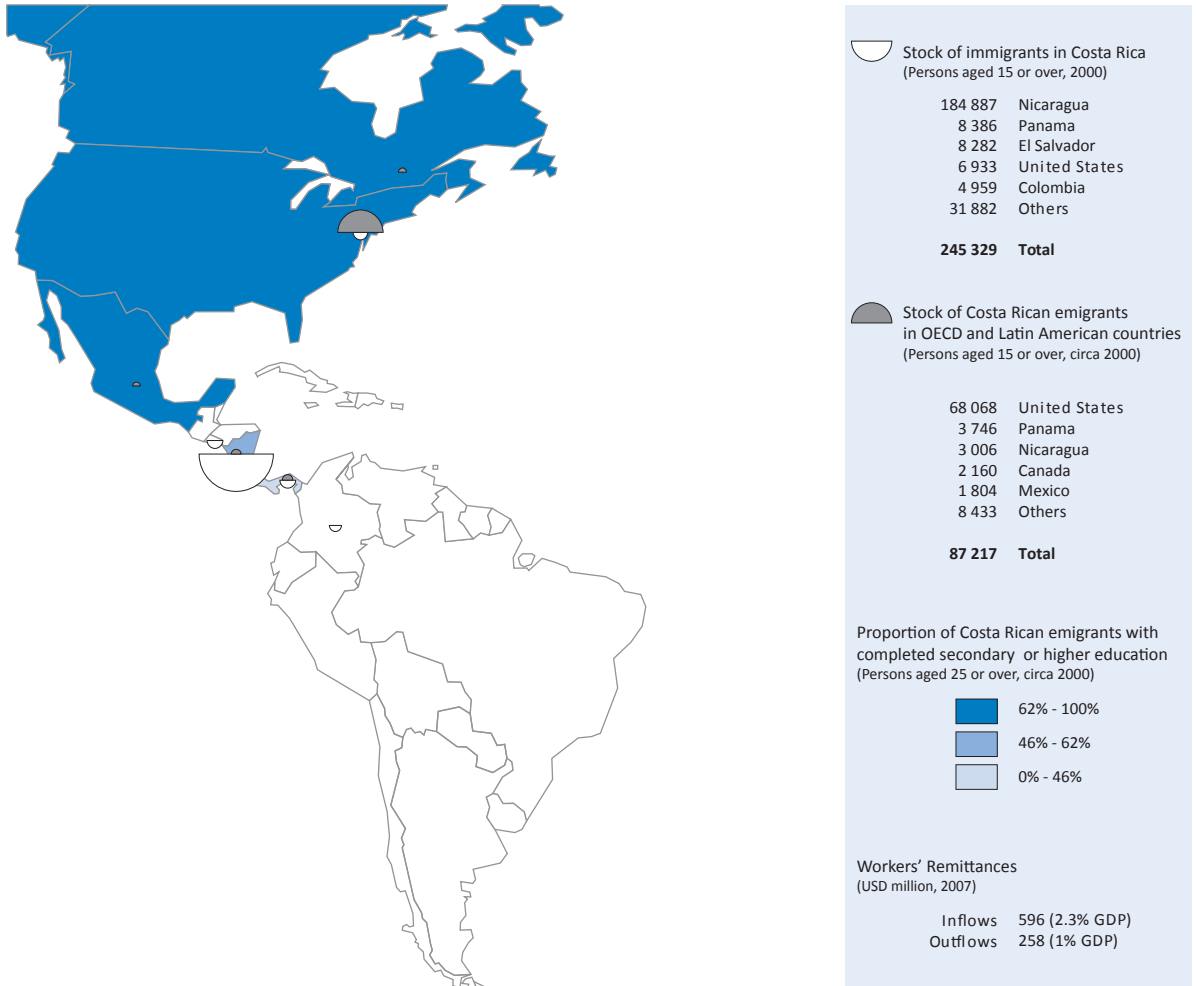 Stock of immigrants in Costa Rica
(Persons aged 15 or over, 2000)
184 887 Nicaragua
8 386 Panama
8 282 El Salvador
6 933 United States
4 959 Colombia
31 882 Others
245 329 Total
Stock of Costa Rican emigrants
in OECD and Latin American countries
(Persons aged 15 or over, circa 2000)
68 068 United States
3 746 Panama
3 006 Nicaragua
2 160 Canada
1 804 Mexico
8 433 Others
87 217 Total
Proportion of Costa Rican emigrants with
completed secondary or higher education
(Persons aged 25 or over, circa 2000)
62% - 100%
46% - 62%
0% - 46%
Workers’ Remittances
(USD million, 2007)
Inflows 596 (2.3% GDP)
Outflows 258 (1% GDP)